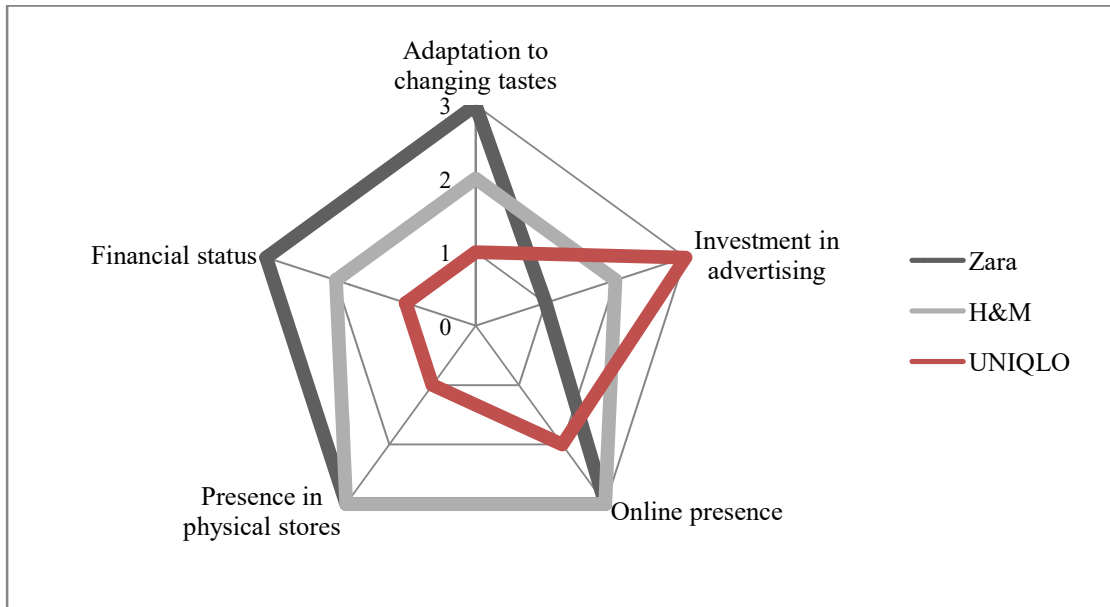 Adaptation to
changing tastes
3
2
1
0
Investment in
advertising
Financial status
Presence in
physical stores
Online presence
Zara
H&M
UNIQLO